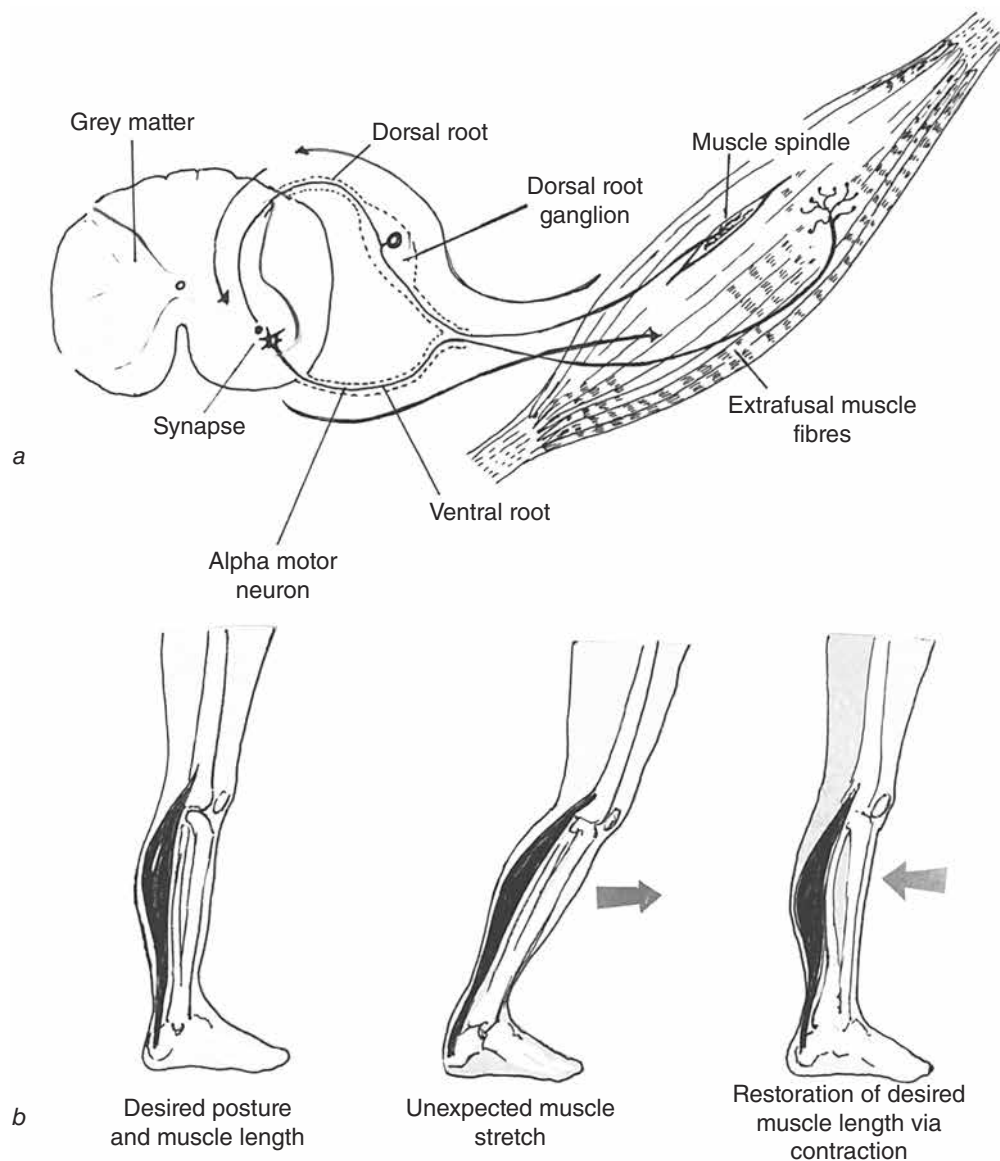 Grey matter
Dorsal root
Muscle spindle
Dorsal root
ganglion
Synapse
Extrafusal muscle
fibres
a
Ventral root
Alpha motor
neuron
b
Desired posture
and muscle length
Unexpected muscle
stretch
Restoration of desired
muscle length via
contraction